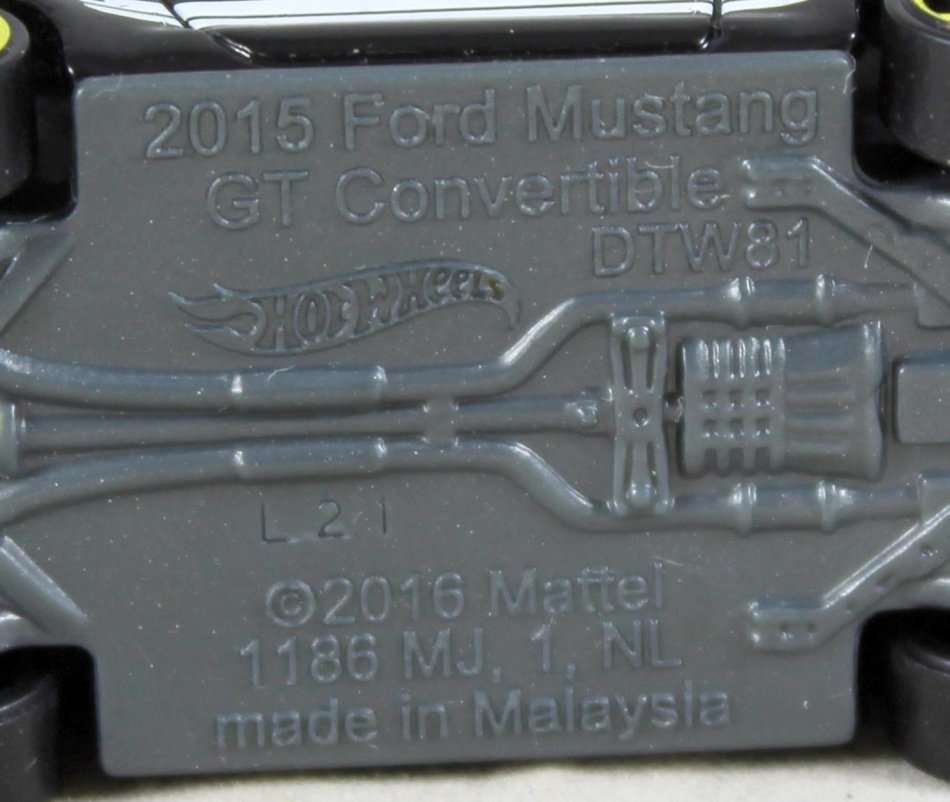 2015 Ford Mustang
GT Convertible
DTW81
HOT WHEELS
L 2 1
©2016 Mattel
1186 MJ, 1, NL
made in Malaysia